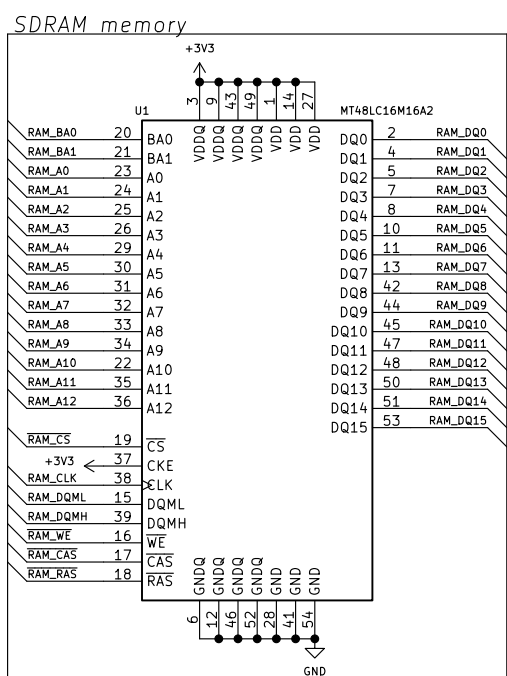 SDRAM memory
+3V3
3 9 43 49 1 14 27
U1 MT48LC16M16A2
VDDQ VDDQ VDDQ VDDQ VDD VDD VDD
RAM_BA0 20 BA0 DQ0 2 RAM_DQ0
RAM_BA1 21 BA1 DQ1 4 RAM_DQ1
RAM_A0 23 A0 DQ2 5 RAM_DQ2
RAM_A1 24 A1 DQ3 7 RAM_DQ3
RAM_A2 25 A2 DQ4 8 RAM_DQ4
RAM_A3 26 A3 DQ5 10 RAM_DQ5
RAM_A4 29 A4 DQ6 11 RAM_DQ6
RAM_A5 30 A5 DQ7 13 RAM_DQ7
RAM_A6 31 A6 DQ8 42 RAM_DQ8
RAM_A7 32 A7 DQ9 44 RAM_DQ9
RAM_A8 33 A8 DQ10 45 RAM_DQ10
RAM_A9 34 A9 DQ11 47 RAM_DQ11
RAM_A10 22 A10 DQ12 48 RAM_DQ12
RAM_A11 35 A11 DQ13 50 RAM_DQ13
RAM_A12 36 A12 DQ14 51 RAM_DQ14
DQ15 53 RAM_DQ15
RAM_CS 19 CS
+3V3 37 CKE
RAM_CLK 38 CLK
RAM_DQML 15 DQML
RAM_DQMH 39 DQMH
RAM_WE 16 WE
RAM_CAS 17 CAS
RAM_RAS 18 RAS
GNDQ GNDQ GNDQ GNDQ GND GND GND
6 12 46 52 28 41 54
GND